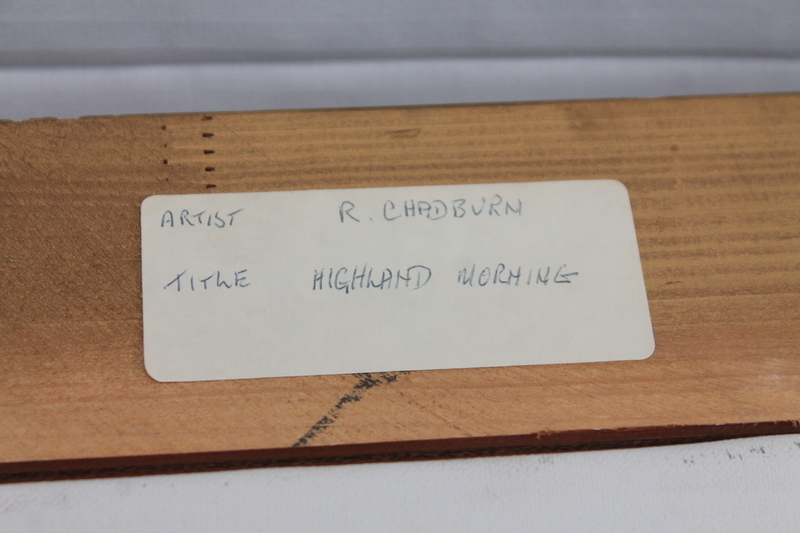 ARTIST R. CHADBURN
TITLE HIGHLAND MORNING